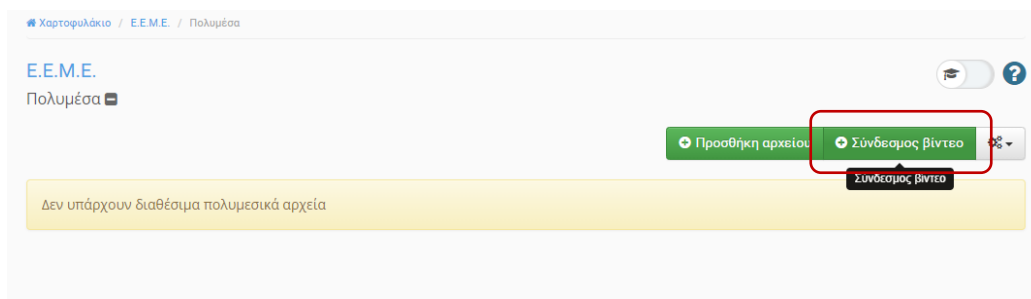 Χαρτοφυλάκιο / Ε.Ε.Μ.Ε. / Πολυμέσα
Ε.Ε.Μ.Ε.
Πολυμέσα
Προσθήκη αρχείου Σύνδεσμος βίντεο
Σύνδεσμος βίντεο
Δεν υπάρχουν διαθέσιμα πολυμεσικά αρχεία